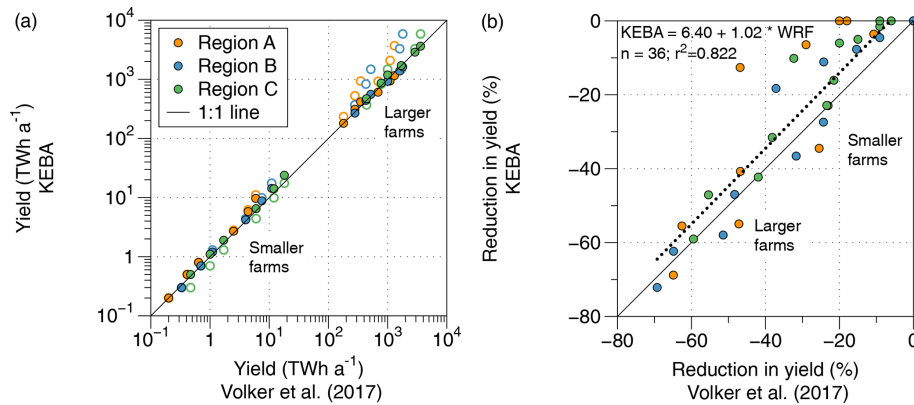 (a)
Yield (TWh a⁻¹)
KEBA
10⁴
10³
10²
10¹
1
10⁻¹
Region A
Region B
Region C
1:1 line
Larger
farms
Smaller
farms
10⁻¹
1
10¹
10²
10³
10⁴
Yield (TWh a⁻¹)
Volker et al. (2017)
(b)
Reduction in yield (%)
KEBA
0
−20
−40
−60
−80
KEBA = 6.40 + 1.02 * WRF
n = 36; r²=0.822
Smaller
farms
Larger
farms
−80
−60
−40
−20
0
Reduction in yield (%)
Volker et al. (2017)